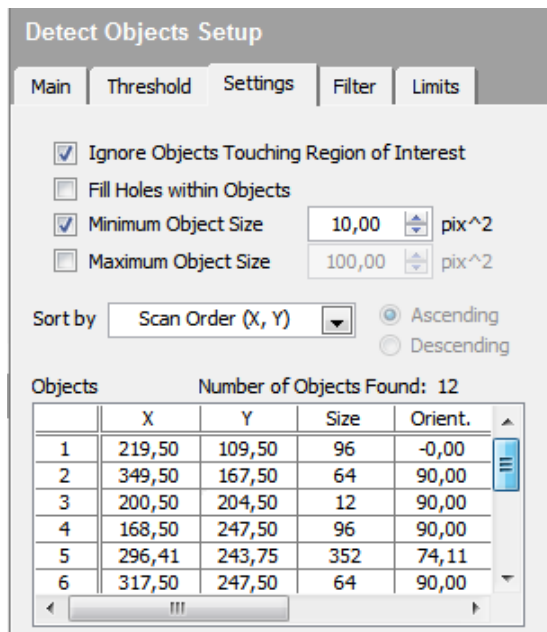 Detect Objects Setup
Main Threshold Settings Filter Limits
Ignore Objects Touching Region of Interest
Fill Holes within Objects
Minimum Object Size 10,00 pix^2
Maximum Object Size 100,00 pix^2
Sort by Scan Order (X, Y) Ascending
Descending
Objects Number of Objects Found: 12
X Y Size Orient.
1 219,50 109,50 96 -0,00
2 349,50 167,50 64 90,00
3 200,50 204,50 12 90,00
4 168,50 247,50 96 90,00
5 296,41 243,75 352 74,11
6 317,50 247,50 64 90,00